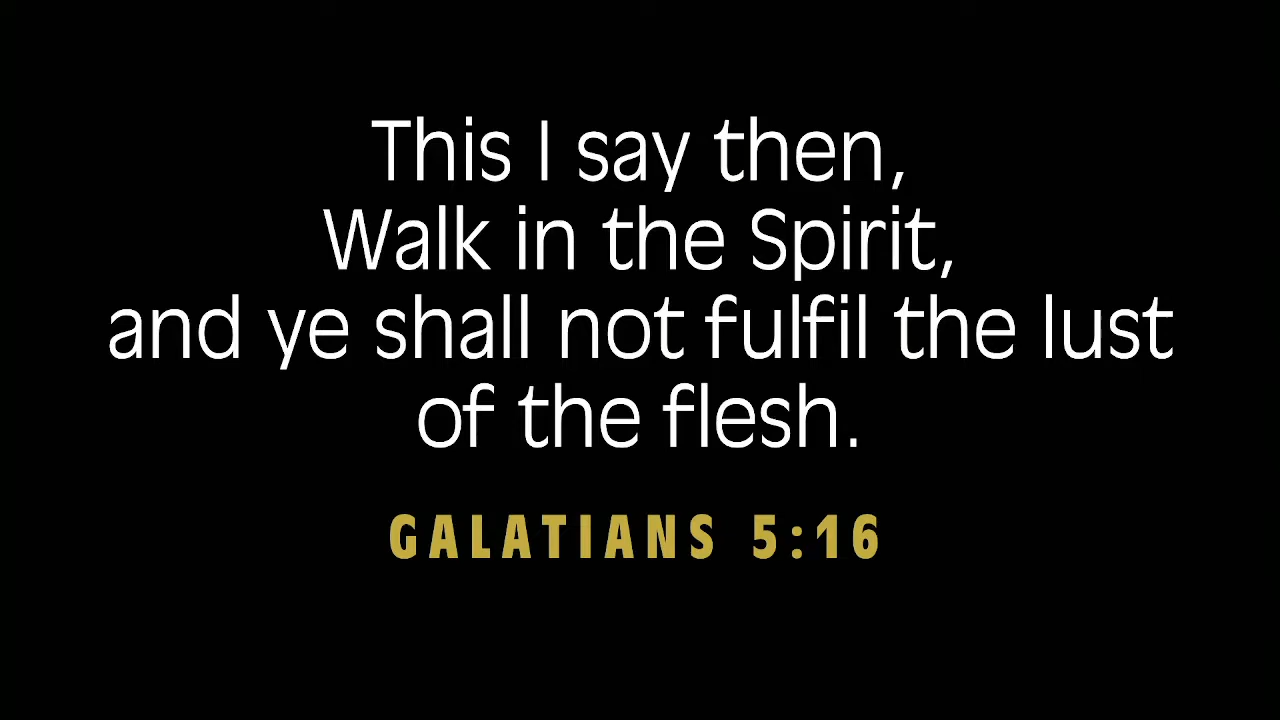 This I say then,
Walk in the Spirit,
and ye shall not fulfil the lust
of the flesh.
GALATIANS 5:16